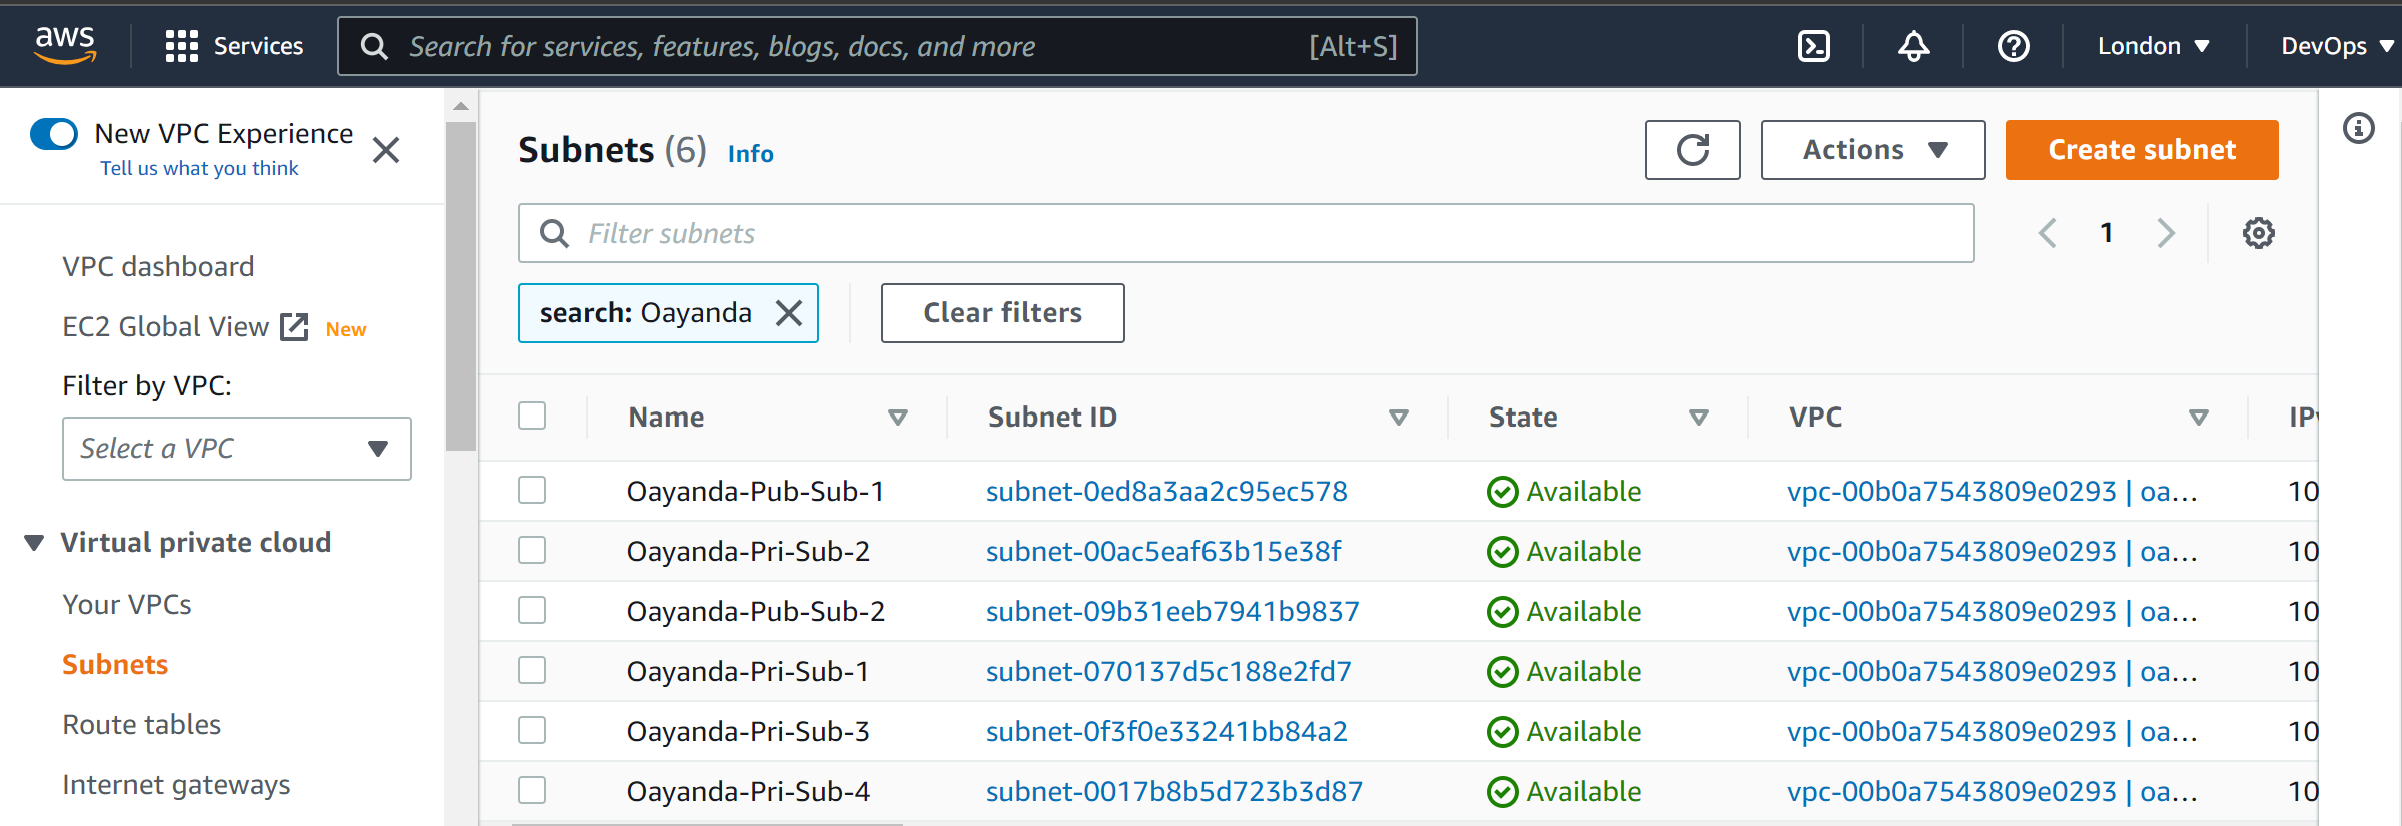 aws Services Search for services, features, blogs, docs, and more [Alt+S] London DevOps
New VPC Experience
Tell us what you think
VPC dashboard
EC2 Global View New
Filter by VPC:
Select a VPC
Virtual private cloud
Your VPCs
Subnets
Route tables
Internet gateways
Subnets (6) Info
Actions
Create subnet
Filter subnets
1
search: Oayanda
Clear filters
Name Subnet ID State VPC IPv
Oayanda-Pub-Sub-1 subnet-0ed8a3aa2c95ec578 Available vpc-00b0a7543809e0293 | oa... 10
Oayanda-Pri-Sub-2 subnet-00ac5eaf63b15e38f Available vpc-00b0a7543809e0293 | oa... 10
Oayanda-Pub-Sub-2 subnet-09b31eeb7941b9837 Available vpc-00b0a7543809e0293 | oa... 10
Oayanda-Pri-Sub-1 subnet-070137d5c188e2fd7 Available vpc-00b0a7543809e0293 | oa... 10
Oayanda-Pri-Sub-3 subnet-0f3f0e33241bb84a2 Available vpc-00b0a7543809e0293 | oa... 10
Oayanda-Pri-Sub-4 subnet-0017b8b5d723b3d87 Available vpc-00b0a7543809e0293 | oa... 10